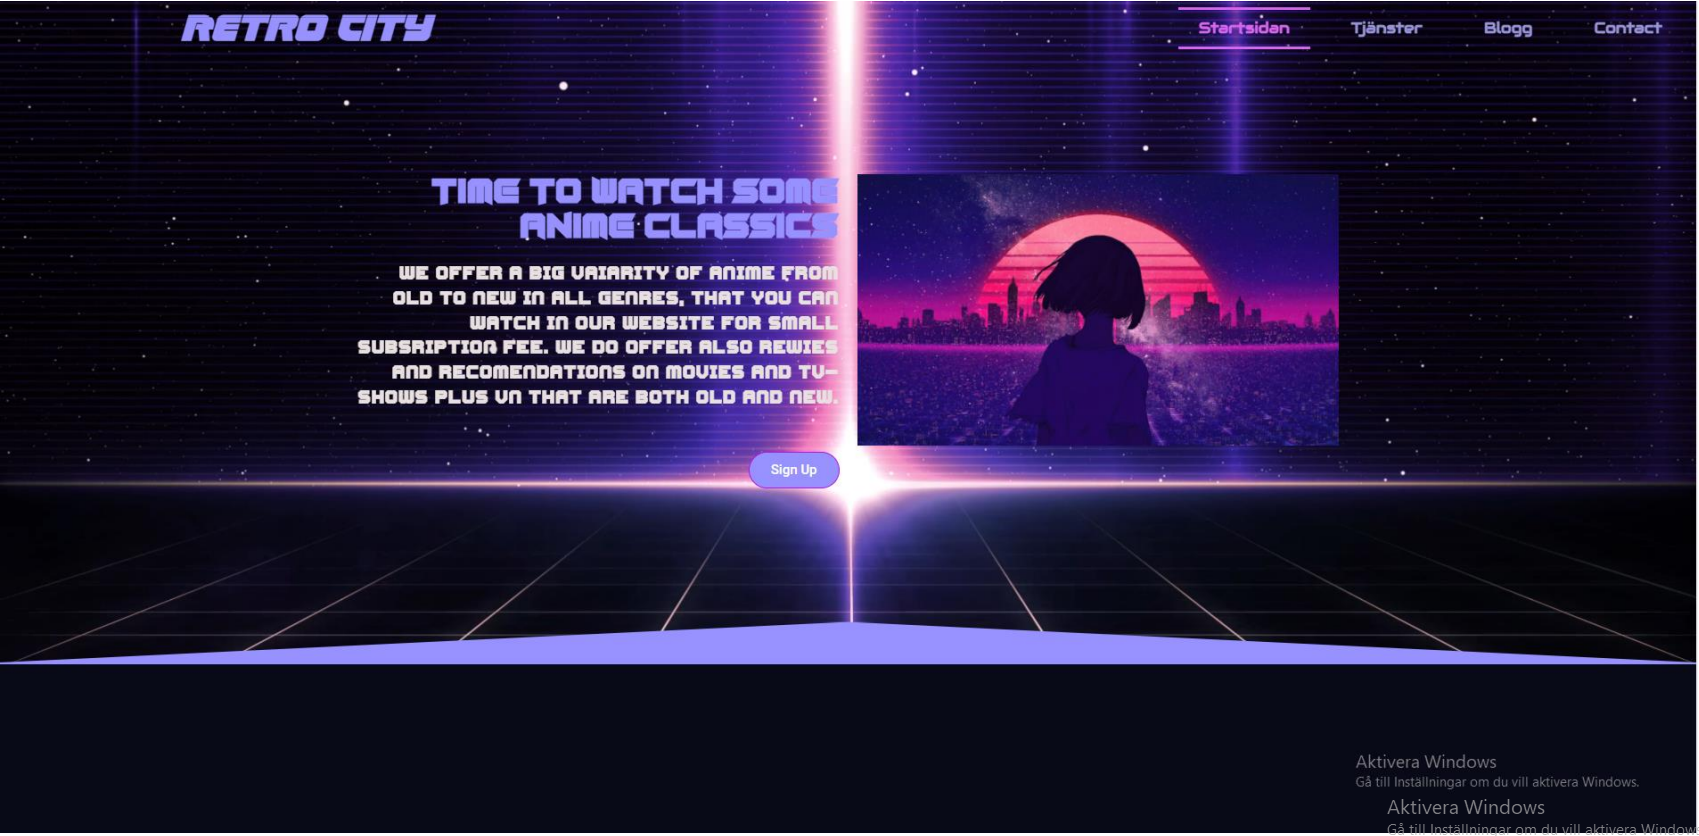 RETRO CITY
Startsidan Tjänster Blogg Contact
TIME TO WATCH SOME
ANIME CLASSICS
WE OFFER A BIG VAIARITY OF ANIME FROM
OLD TO NEW IN ALL GENRES, THAT YOU CAN
WATCH IN OUR WEBSITE FOR SMALL
SUBSRIPTION FEE. WE DO OFFER ALSO REWIES
AND RECOMENDATIONS ON MOVIES AND TV-
SHOWS PLUS VN THAT ARE BOTH OLD AND NEW.
Sign Up
Aktivera Windows
Gå till Inställningar om du vill aktivera Windows.
Aktivera Windows
Gå till Inställningar om du vill aktivera Window